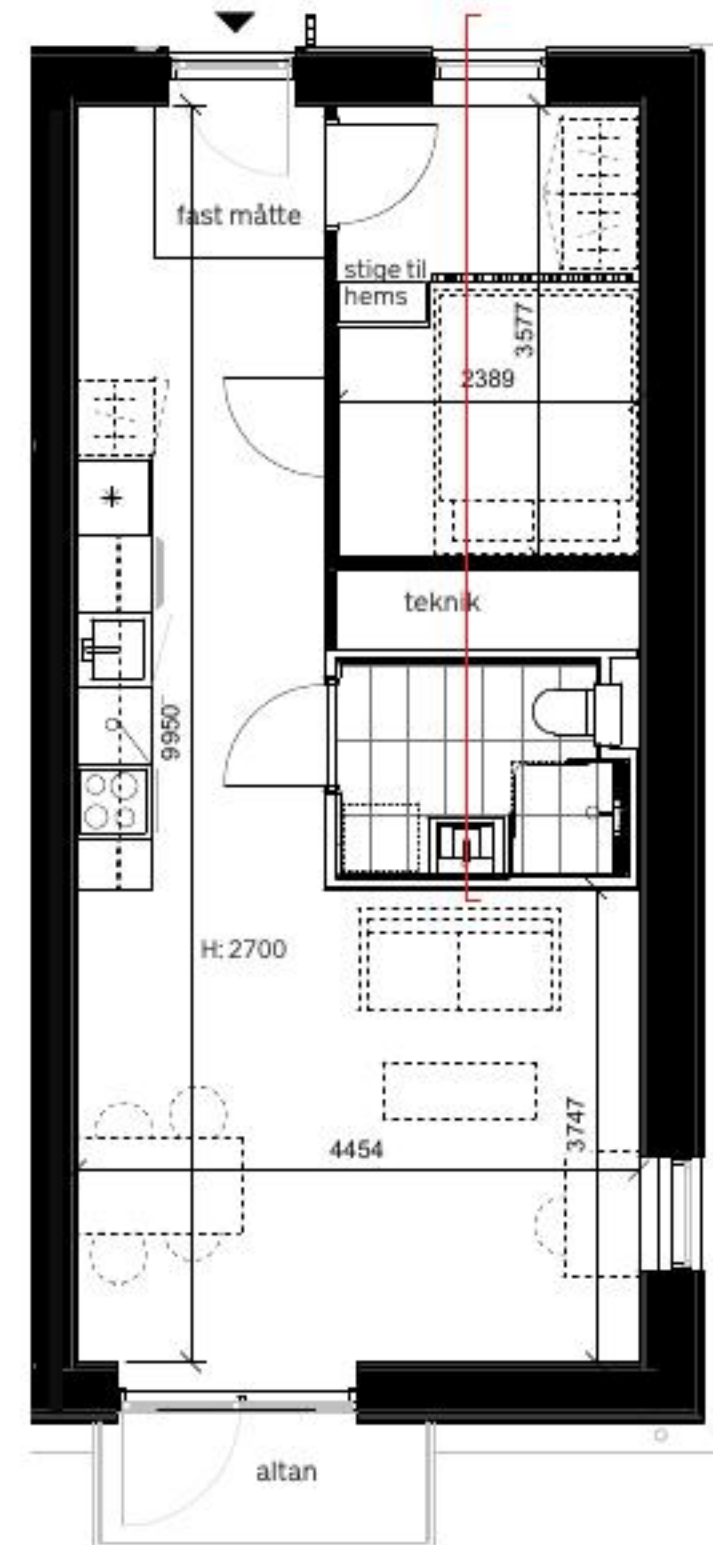 fast måtte
stige til
hems
3577
2389
teknik
9950
H: 2700
3747
4454
altan